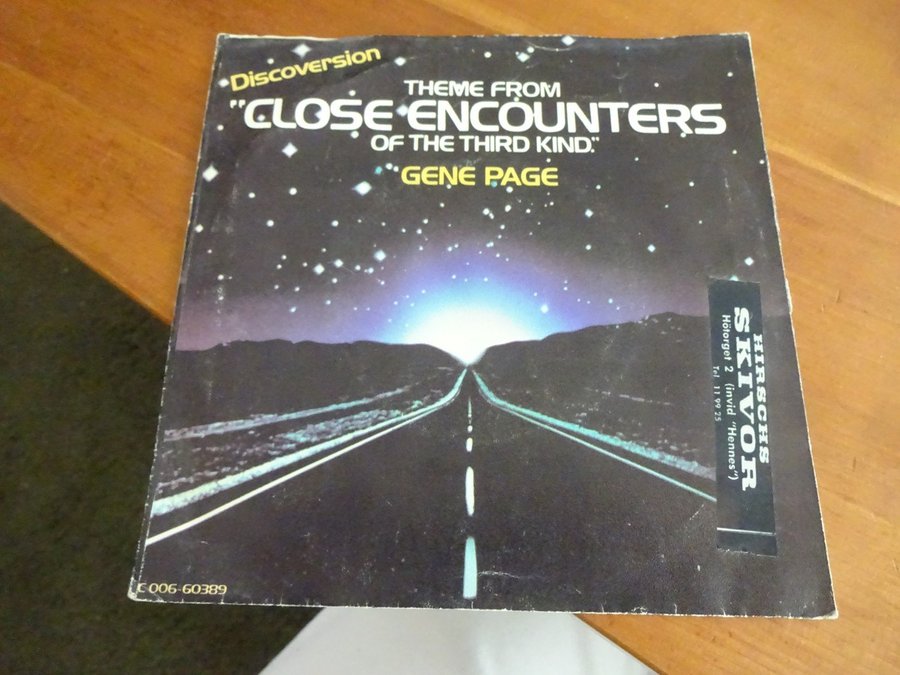 Discoversion
THEME FROM
"CLOSE ENCOUNTERS
OF THE THIRD KIND."
GENE PAGE
HIRSCHS
SKIVOR
Hötorget 2 (invid "Hennes")
Tel. 11 99 25
C 006-60389